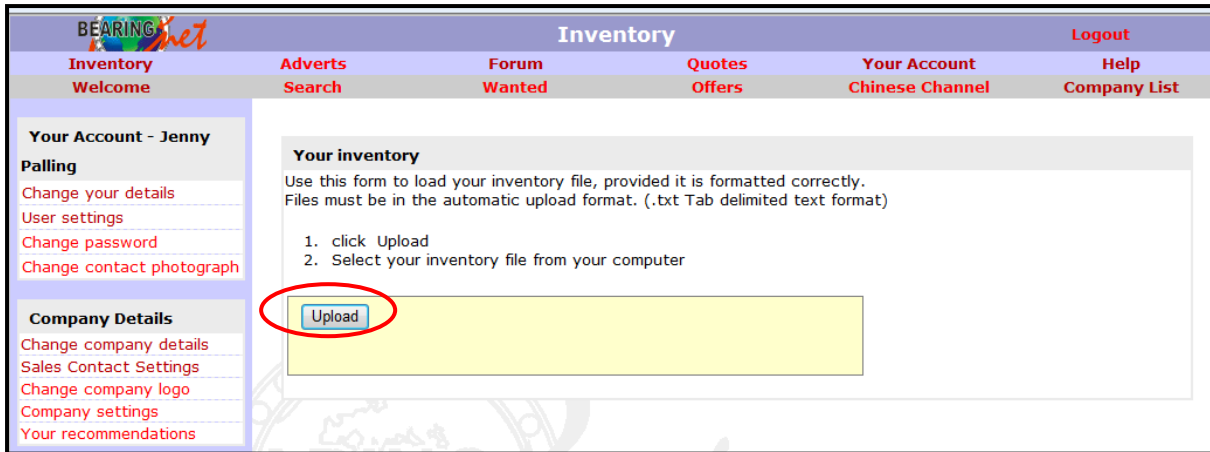 BEARING net
Inventory
Logout
Inventory Adverts Forum Quotes Your Account Help
Welcome Search Wanted Offers Chinese Channel Company List
Your Account - Jenny
Palling
Change your details
User settings
Change password
Change contact photograph
Company Details
Change company details
Sales Contact Settings
Change company logo
Company settings
Your recommendations
Your inventory
Use this form to load your inventory file, provided it is formatted correctly.
Files must be in the automatic upload format. (.txt Tab delimited text format)
1. click Upload
2. Select your inventory file from your computer
Upload